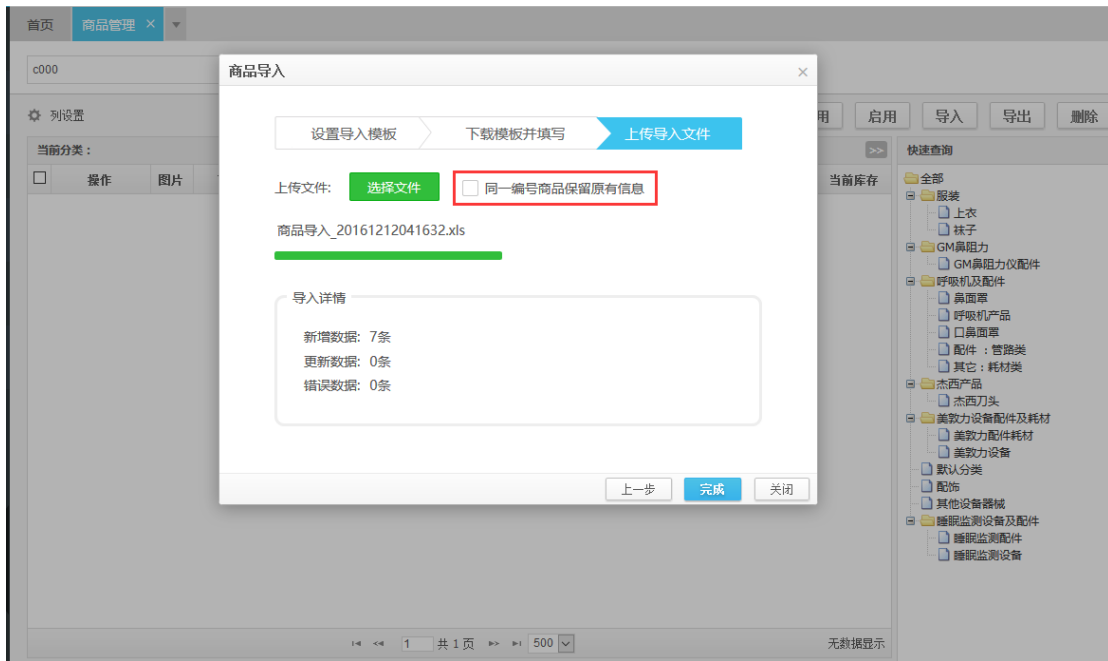 首页
商品管理 ×
c000
商品导入 ×
列设置
用 启用 导入 导出 删除
设置导入模板 下载模板并填写 上传导入文件
当前分类：
>>
快速查询
操作 图片
当前库存
上传文件: 选择文件 同一编号商品保留原有信息
商品导入_20161212041632.xls
导入详情
新增数据: 7条
更新数据: 0条
错误数据: 0条
上一步 完成 关闭
全部
服装
上衣
袜子
GM鼻阻力
GM鼻阻力仪配件
呼吸机及配件
鼻面罩
呼吸机产品
口鼻面罩
配件 ：管路类
其它：耗材类
杰西产品
杰西刀头
美敦力设备配件及耗材
美敦力配件耗材
美敦力设备
默认分类
配饰
其他设备器械
睡眠监测设备及配件
睡眠监测配件
睡眠监测设备
1 共 1 页 500
无数据显示